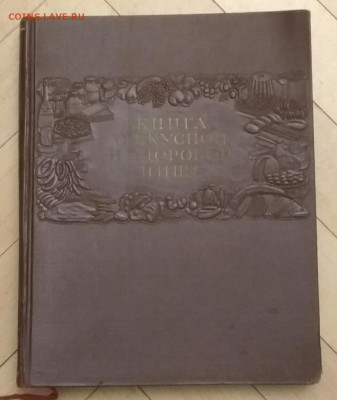 COINS.LAVE.RU
КНИГА
О ВКУСНОЙ
И ЗДОРОВОЙ
ПИЩЕ